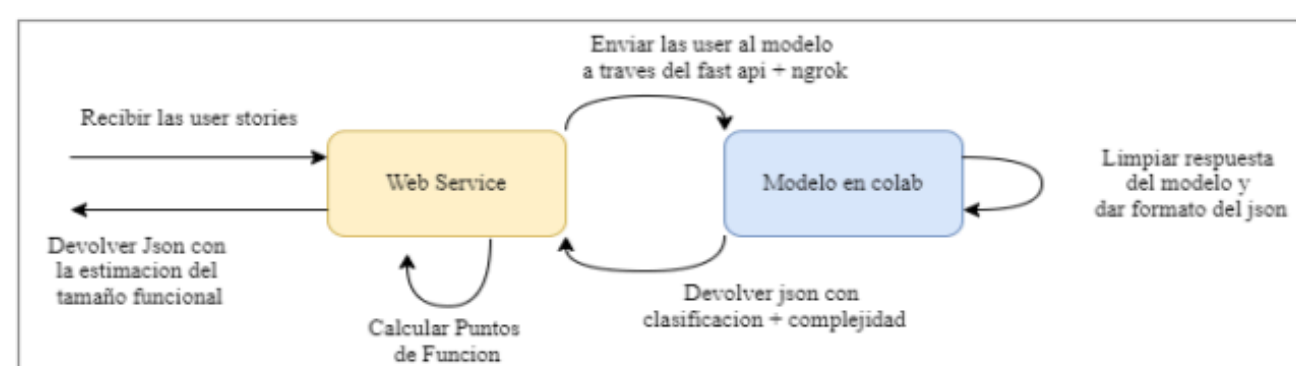 Enviar las user al modelo
a traves del fast api + ngrok
Recibir las user stories
Web Service
Modelo en colab
Limpiar respuesta
del modelo y
dar formato del json
Devolver Json con
la estimacion del
tamaño funcional
Devolver json con
clasificacion + complejidad
Calcular Puntos
de Funcion